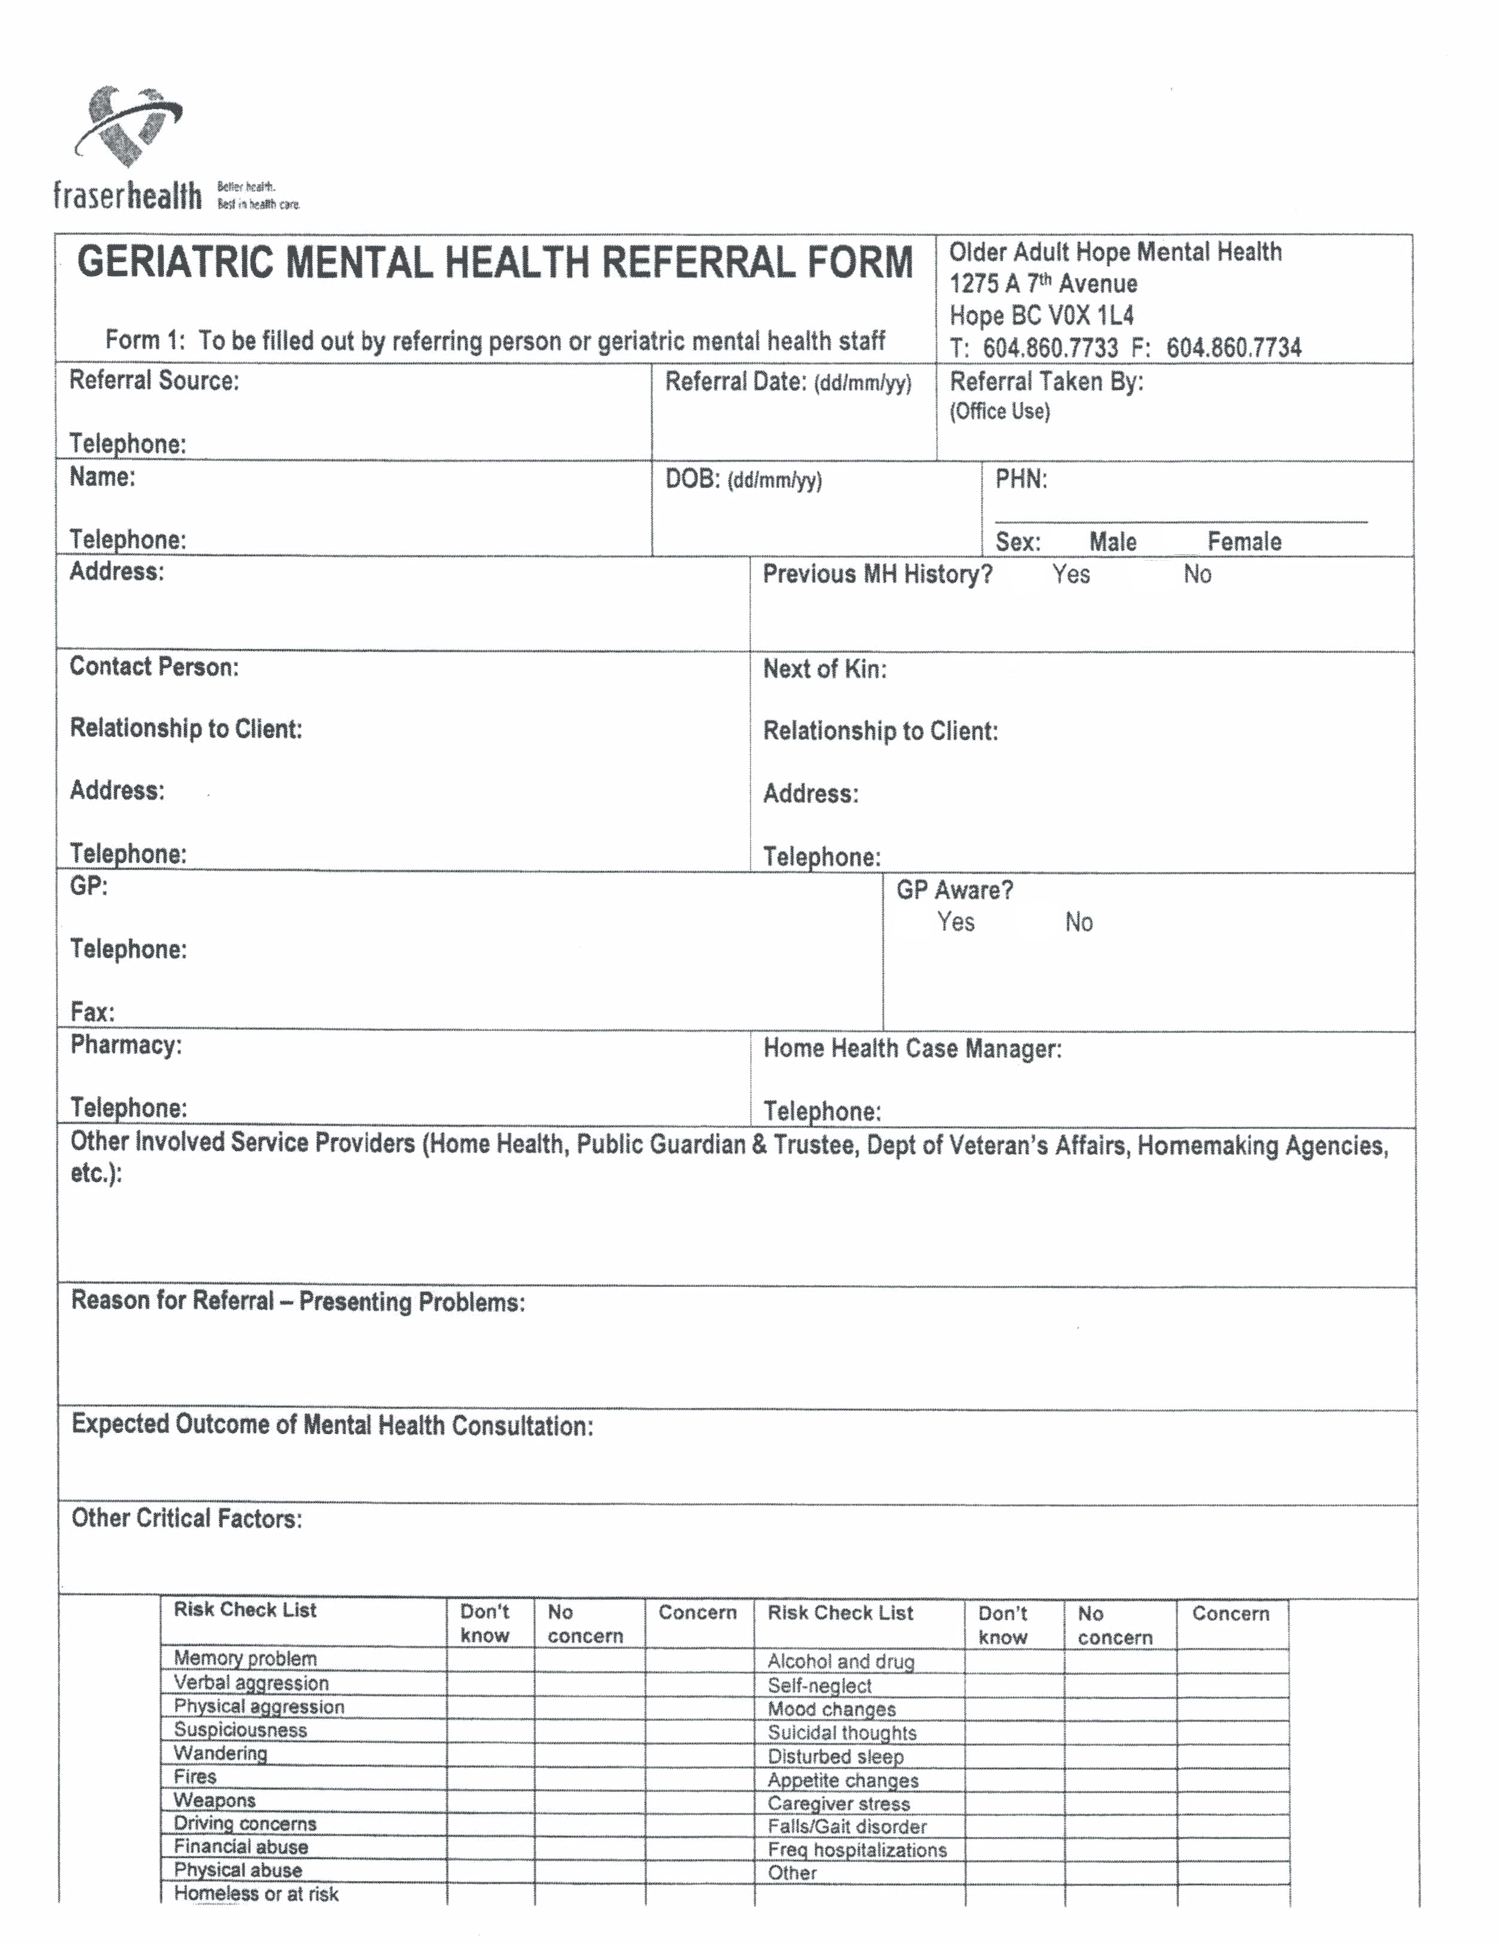 fraserhealth Better health.
Best in health care.
GERIATRIC MENTAL HEALTH REFERRAL FORM
Form 1: To be filled out by referring person or geriatric mental health staff
Older Adult Hope Mental Health
1275 A 7th Avenue
Hope BC V0X 1L4
T: 604.860.7733 F: 604.860.7734
Referral Source:
Telephone:
Referral Date: (dd/mm/yy)
Referral Taken By:
(Office Use)
Name:
Telephone:
DOB: (dd/mm/yy)
PHN:
Sex: Male Female
Address:
Previous MH History? Yes No
Contact Person:
Relationship to Client:
Address:
Telephone:
Next of Kin:
Relationship to Client:
Address:
Telephone:
GP:
Telephone:
Fax:
GP Aware?
Yes No
Pharmacy:
Telephone:
Home Health Case Manager:
Telephone:
Other Involved Service Providers (Home Health, Public Guardian & Trustee, Dept of Veteran's Affairs, Homemaking Agencies,
etc.):
Reason for Referral – Presenting Problems:
Expected Outcome of Mental Health Consultation:
Other Critical Factors:
Risk Check List Don't know No concern Concern Risk Check List Don't know No concern Concern
Memory problem Alcohol and drug
Verbal aggression Self-neglect
Physical aggression Mood changes
Suspiciousness Suicidal thoughts
Wandering Disturbed sleep
Fires Appetite changes
Weapons Caregiver stress
Driving concerns Falls/Gait disorder
Financial abuse Freq hospitalizations
Physical abuse Other
Homeless or at risk